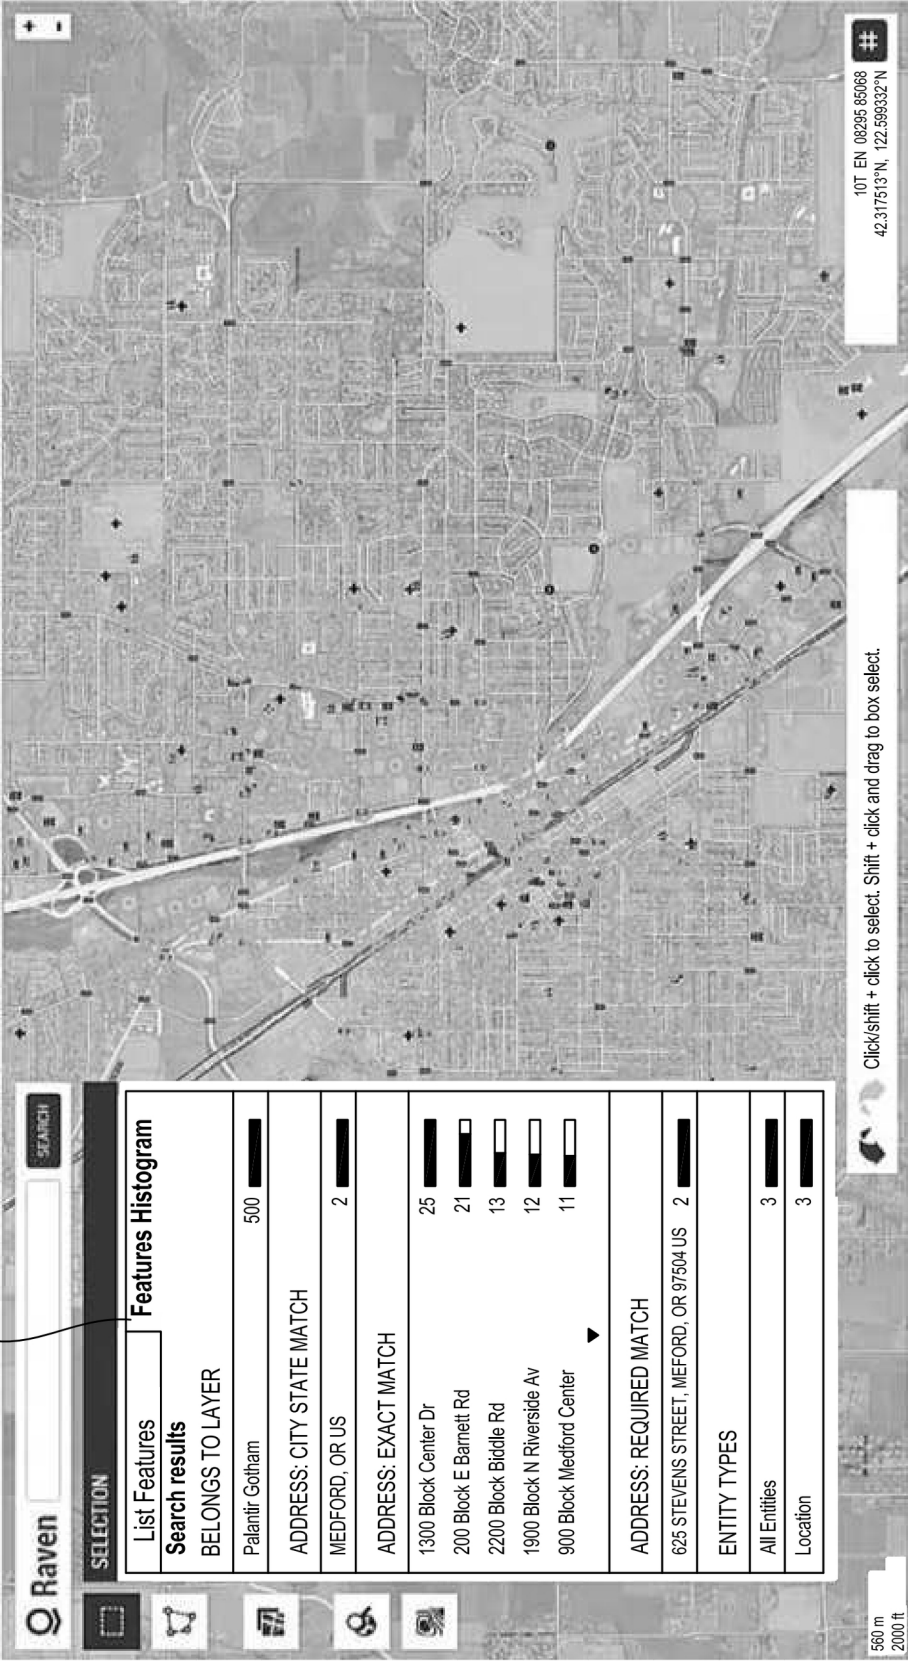 Raven
SEARCH
SELECTION
List Features
Features Histogram
Search results
BELONGS TO LAYER
Palantir Gotham 500
ADDRESS: CITY STATE MATCH
MEDFORD, OR US 2
ADDRESS: EXACT MATCH
1300 Block Center Dr 25
200 Block E Barnett Rd 21
2200 Block Biddle Rd 13
1900 Block N Riverside Av 12
900 Block Medford Center 11
ADDRESS: REQUIRED MATCH
625 STEVENS STREET, MEFORD, OR 97504 US 2
ENTITY TYPES
All Entities 3
Location 3
+
-
560 m
2000 ft
Click/shift + click to select. Shift + click and drag to box select.
10T EN 08295 85068
42.317513°N, 122.599332°N
#